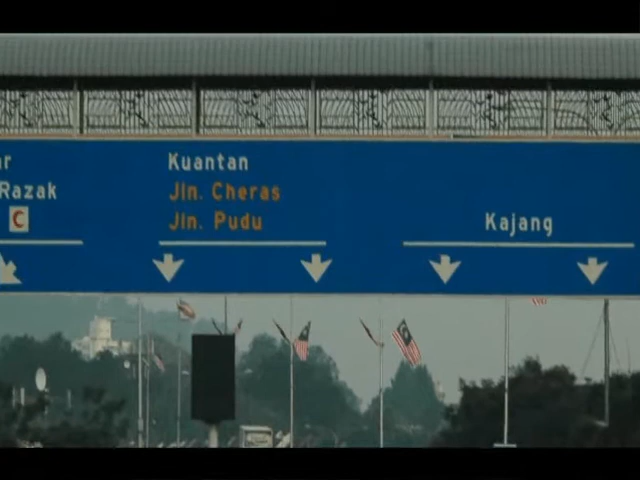 Razak
C
Kuantan
Jln. Cheras
Jln. Pudu
Kajang